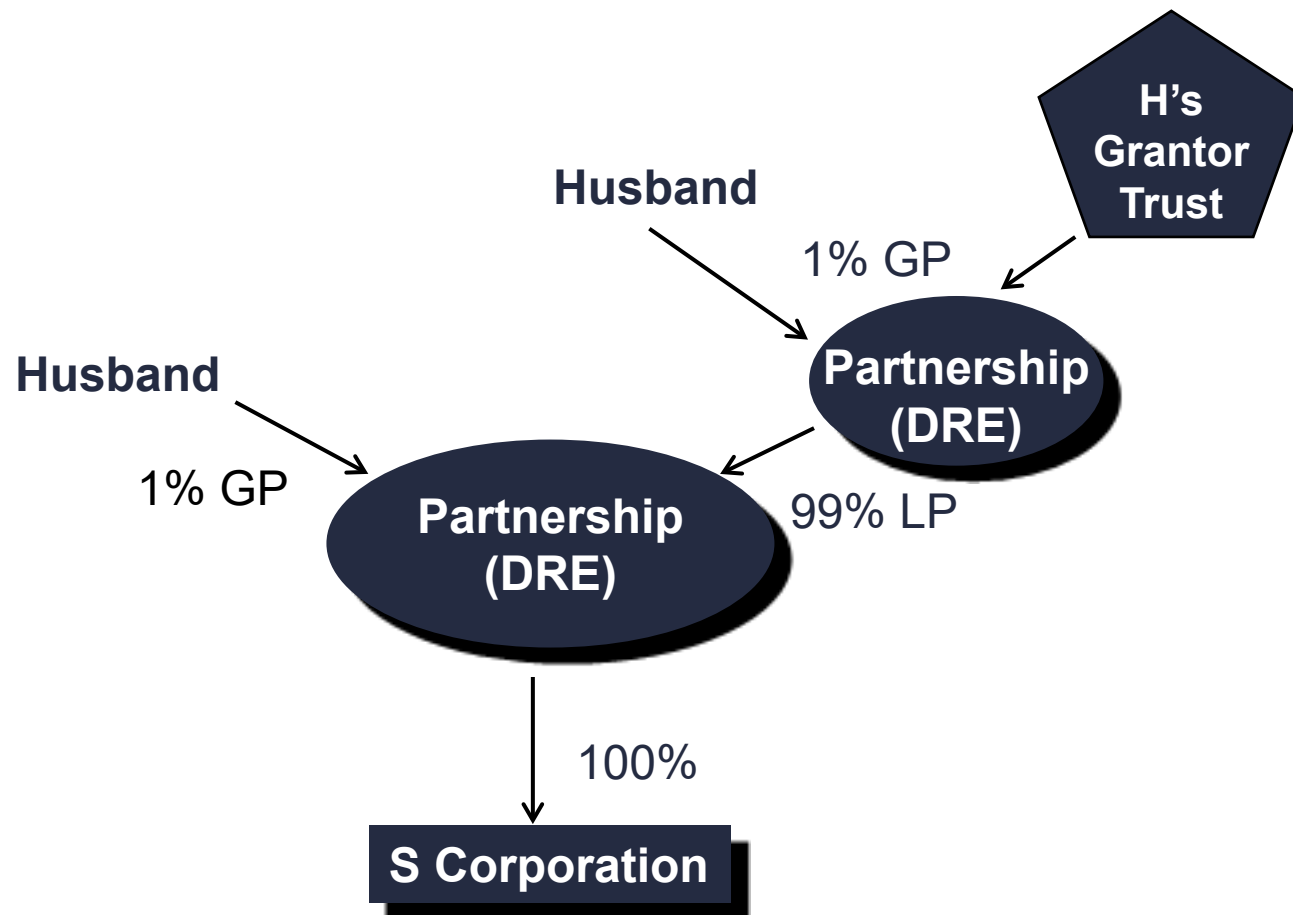 H’s
Grantor
Trust
Husband
1% GP
Partnership
(DRE)
Husband
1% GP
99% LP
Partnership
(DRE)
100%
S Corporation